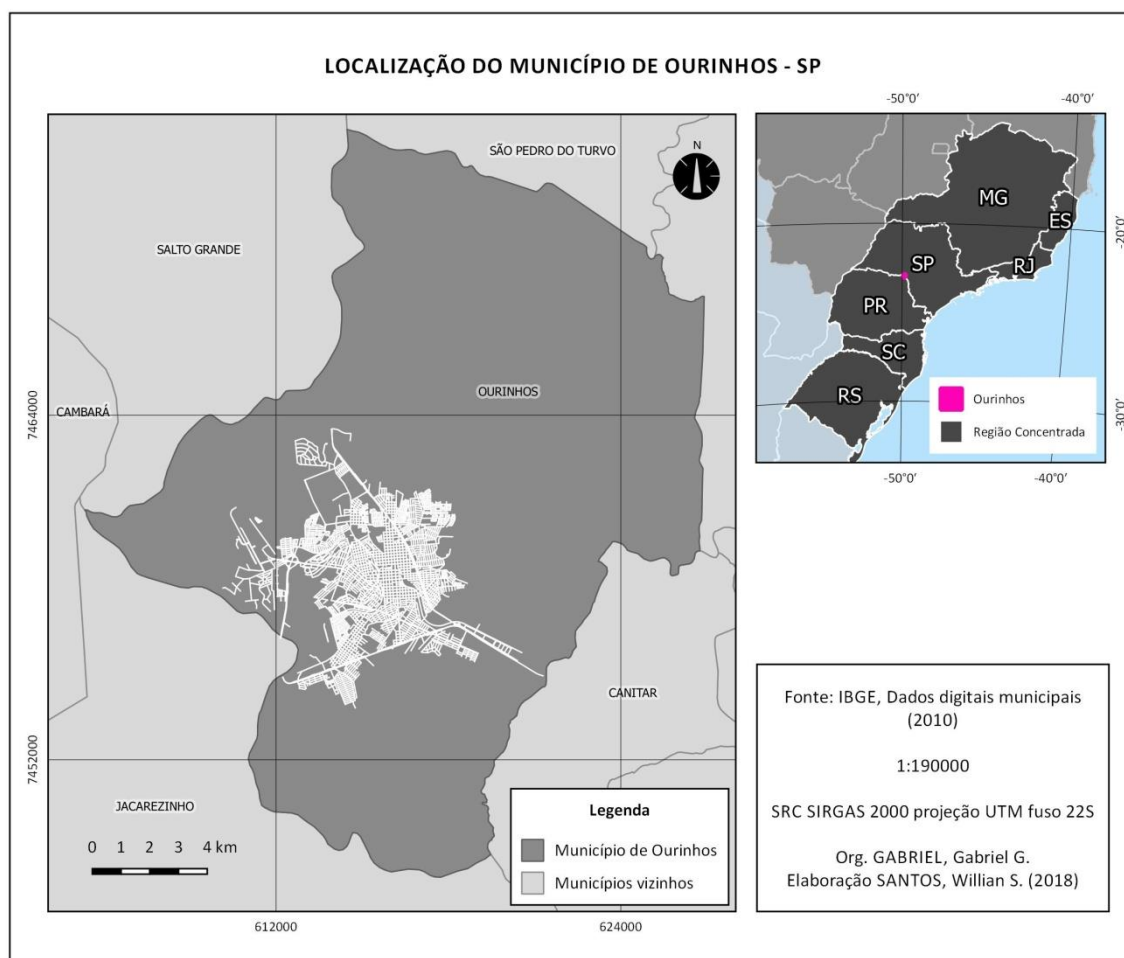 LOCALIZAÇÃO DO MUNICÍPIO DE OURINHOS - SP
SÃO PEDRO DO TURVO
N
SALTO GRANDE
OURINHOS
CAMBARÁ
7464000
CANITAR
7452000
JACAREZINHO
0 1 2 3 4 km
Legenda
Município de Ourinhos
Municípios vizinhos
612000
624000
-50°0'
-40°0'
MG
ES
-20°0'
SP
RJ
PR
SC
RS
Ourinhos
Região Concentrada
-30°0'
-50°0'
-40°0'
Fonte: IBGE, Dados digitais municipais
(2010)
1:190000
SRC SIRGAS 2000 projeção UTM fuso 22S
Org. GABRIEL, Gabriel G.
Elaboração SANTOS, Willian S. (2018)